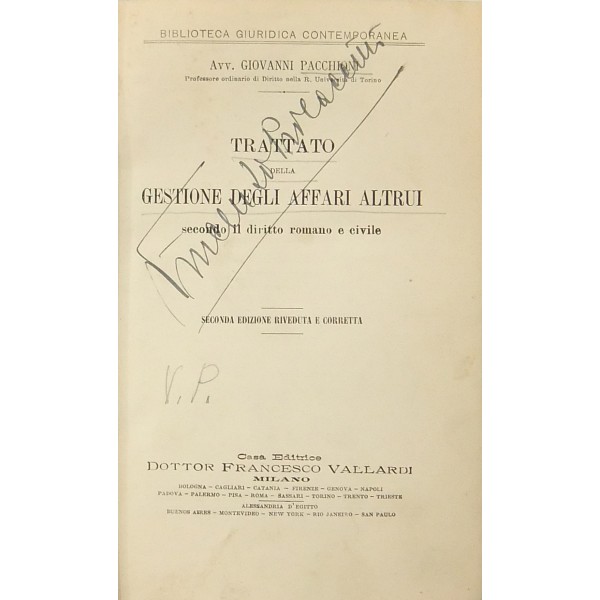 BIBLIOTECA GIURIDICA CONTEMPORANEA
AVV. GIOVANNI PACCHIONI
Professore ordinario di Diritto nella R. Università di Torino
TRATTATO
DELLA
GESTIONE DEGLI AFFARI ALTRUI
secondo il diritto romano e civile
SECONDA EDIZIONE RIVEDUTA E CORRETTA
V. P.
Casa Editrice
DOTTOR FRANCESCO VALLARDI
MILANO
BOLOGNA – CAGLIARI – CATANIA – FIRENZE – GENOVA – NAPOLI
PADOVA – PALERMO – PISA – ROMA – SASSARI – TORINO – TRENTO – TRIESTE
ALESSANDRIA D'EGITTO
BUENOS AIRES – MONTEVIDEO – NEW YORK – RIO JANEIRO – SAN PAULO